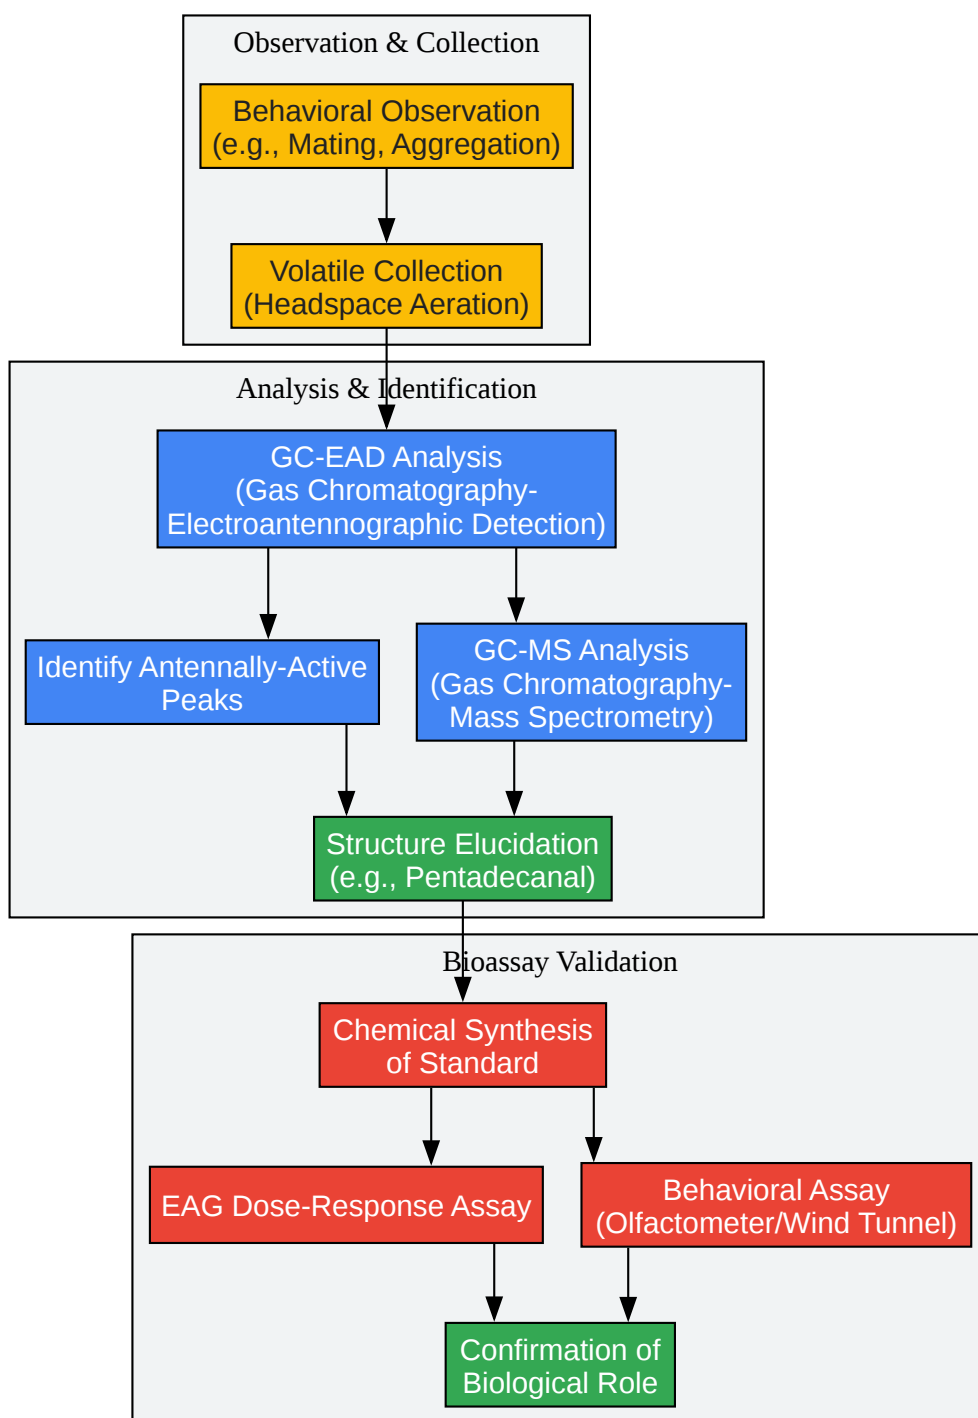 Observation & Collection
Behavioral Observation
(e.g., Mating, Aggregation)
Volatile Collection
(Headspace Aeration)
Analysis & Identification
GC-EAD Analysis
(Gas Chromatography-
Electroantennographic Detection)
Identify Antennally-Active
Peaks
GC-MS Analysis
(Gas Chromatography-
Mass Spectrometry)
Structure Elucidation
(e.g., Pentadecanal)
Bioassay Validation
Chemical Synthesis
of Standard
EAG Dose-Response Assay
Behavioral Assay
(Olfactometer/Wind Tunnel)
Confirmation of
Biological Role